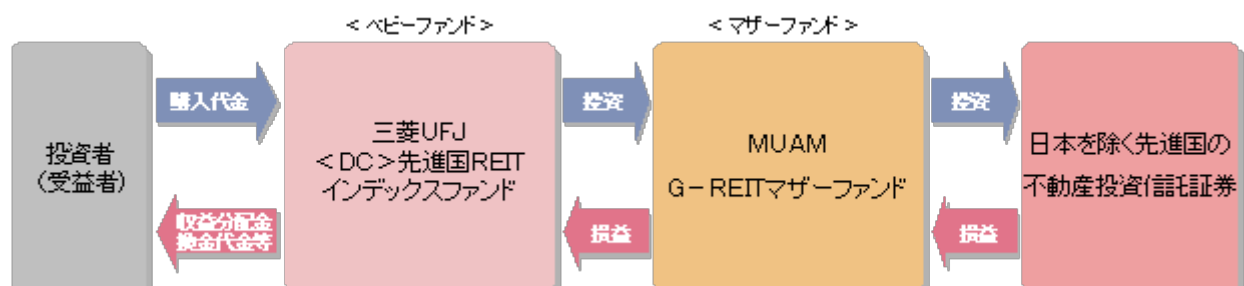 ＜ベビーファンド＞
＜マザーファンド＞
投資者
（受益者）
購入代金
収益分配金
換金代金等
三菱UFJ
＜DC＞先進国REIT
インデックスファンド
投資
損益
MUAM
G－REITマザーファンド
投資
損益
日本を除く先進国の
不動産投資信託証券